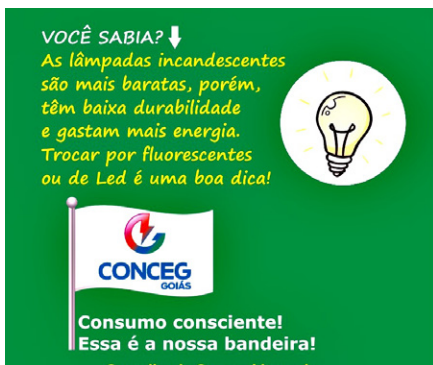 VOCÊ SABIA?
As lâmpadas incandescentes
são mais baratas, porém,
têm baixa durabilidade
e gastam mais energia.
Trocar por fluorescentes
ou de Led é uma boa dica!
CONCEG
GOIÁS
Consumo consciente!
Essa é a nossa bandeira!